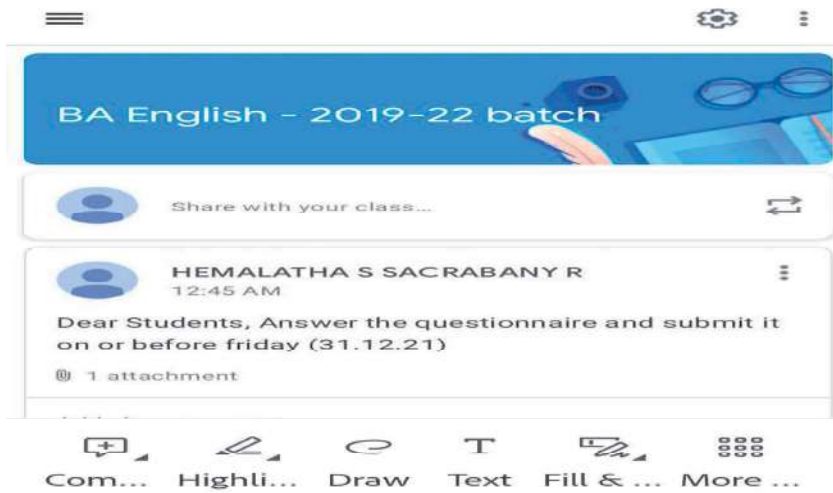 BA English - 2019-22 batch
Share with your class...
HEMALATHA S SACRABANY R
12:45 AM
Dear Students, Answer the questionnaire and submit it
on or before friday (31.12.21)
1 attachment
Com... Highli... Draw Text Fill & ... More ...